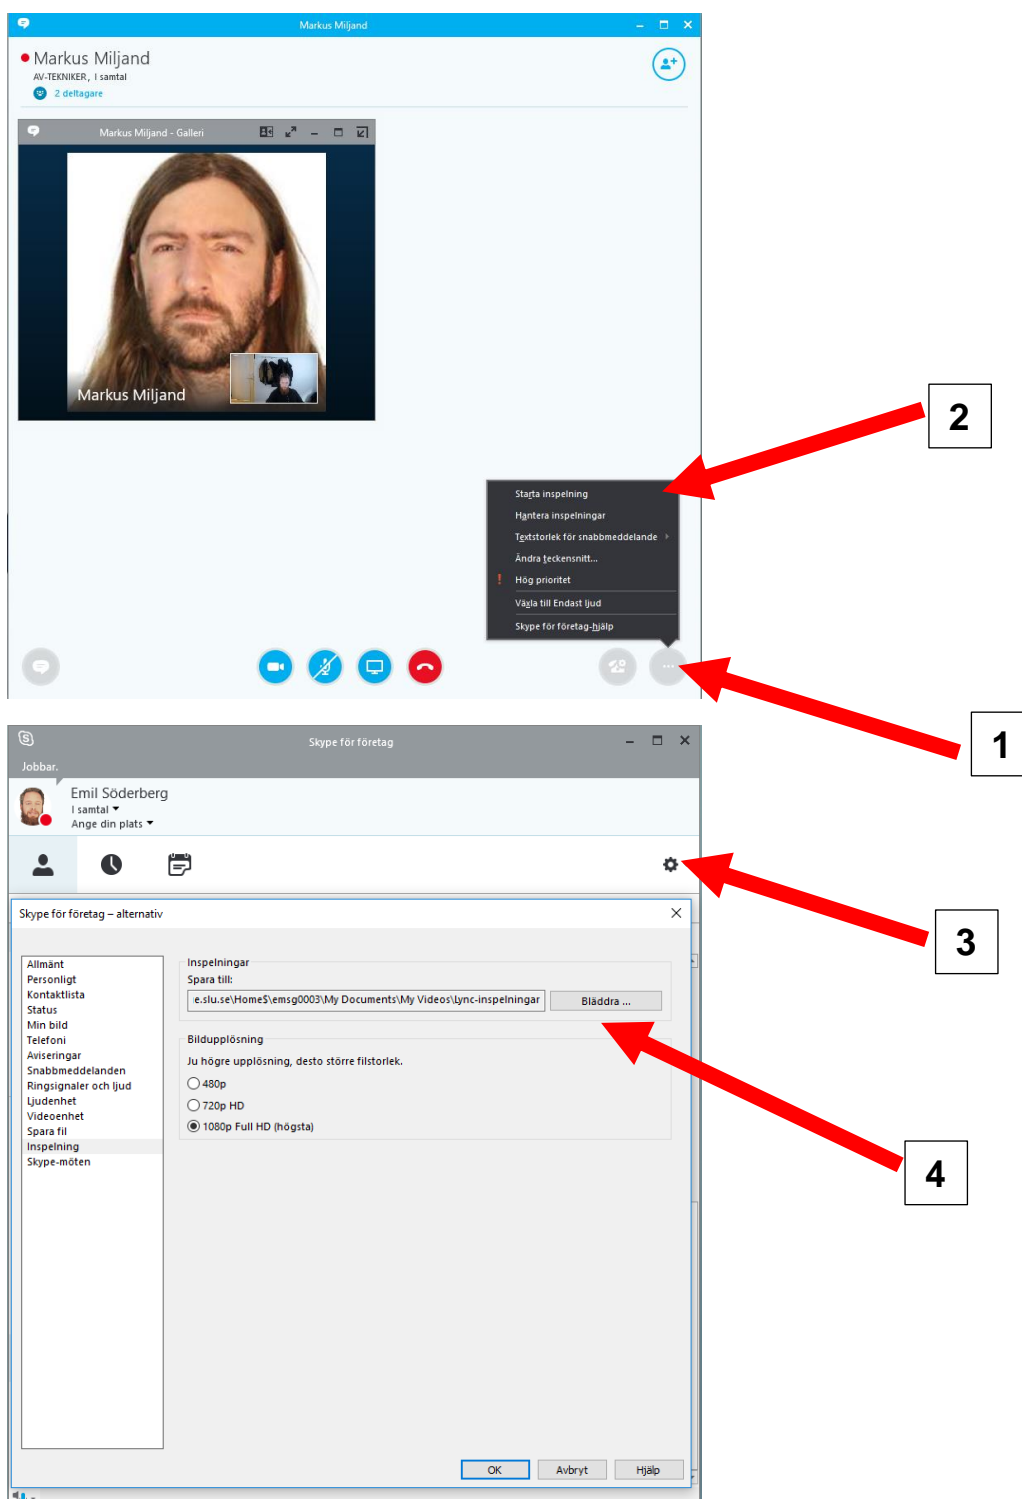 Markus Miljand
Markus Miljand
AV-TEKNIKER, I samtal
2 deltagare
Markus Miljand - Galleri
Markus Miljand
2
Starta inspelning
Hantera inspelningar
Textstorlek för snabbmeddelande
Ändra teckensnitt...
! Hög prioritet
Växla till Endast ljud
Skype för företag-hjälp
1
Skype för företag
Jobbar.
Emil Söderberg
I samtal
Ange din plats
3
Skype för företag – alternativ
Allmänt
Personligt
Kontaktlista
Status
Min bild
Telefoni
Aviseringar
Snabbmeddelanden
Ringsignaler och ljud
Ljudenhet
Videoenhet
Spara fil
Inspelning
Skype-möten
Inspelningar
Spara till:
e.slu.se\Home$\emsg0003\My Documents\My Videos\Lync-inspelningar
Bläddra ...
Bildupplösning
Ju högre upplösning, desto större filstorlek.
480p
720p HD
1080p Full HD (högsta)
4
OK
Avbryt
Hjälp